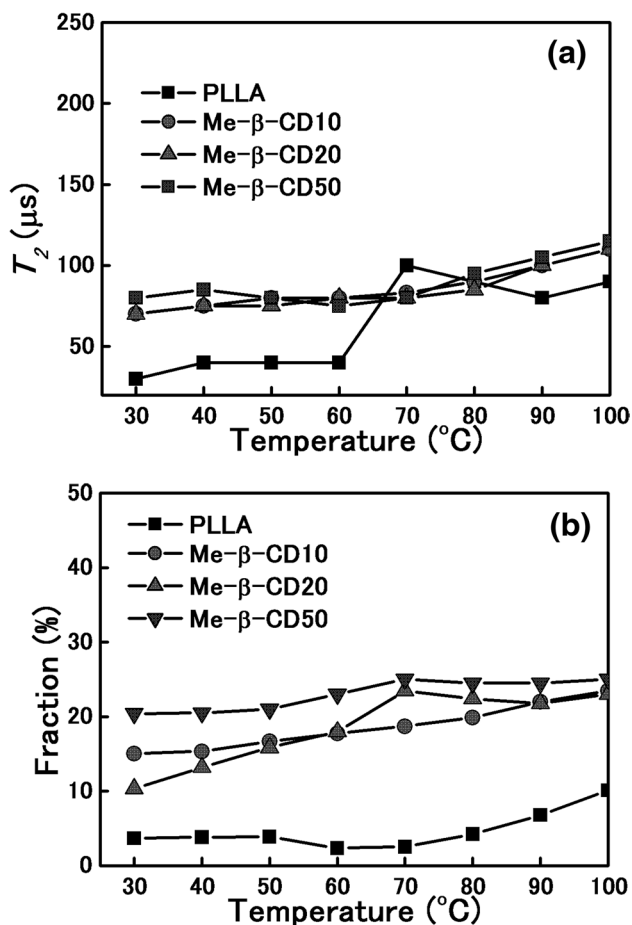 (a)
PLLA
Me-β-CD10
Me-β-CD20
Me-β-CD50
T2 (μs)
250
200
150
100
50
30 40 50 60 70 80 90 100
Temperature (°C)
(b)
PLLA
Me-β-CD10
Me-β-CD20
Me-β-CD50
Fraction (%)
50
40
30
20
10
0
30 40 50 60 70 80 90 100
Temperature (°C)